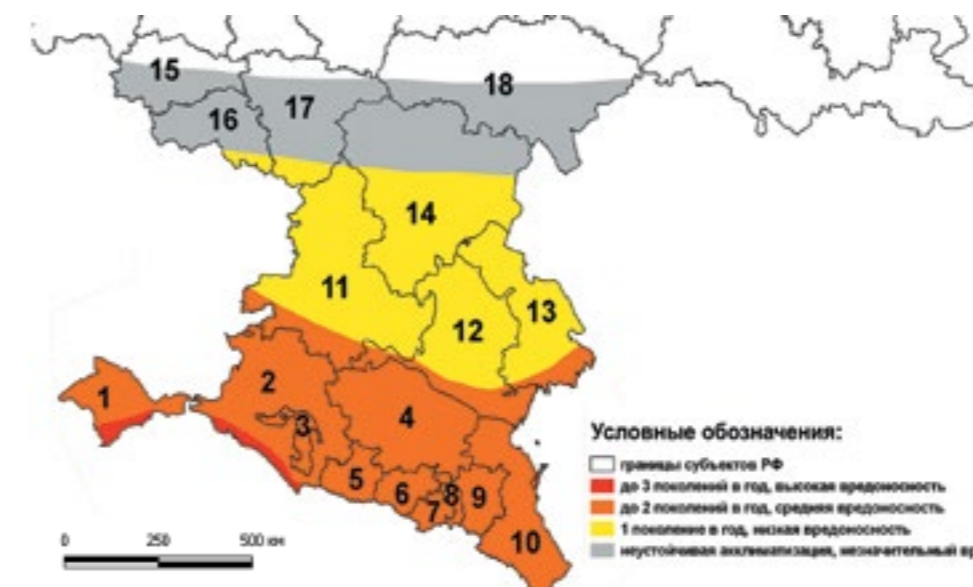 15
18
17
16
14
11
13
12
2
1
3
4
5
6
8
9
7
10
Условные обозначения:
границы субъектов РФ
до 3 поколений в год, высокая вредоносность
до 2 поколений в год, средняя вредоносность
1 поколение в год, низкая вредоносность
неустойчивая акклиматизация, незначительный вр
0 250 500 км